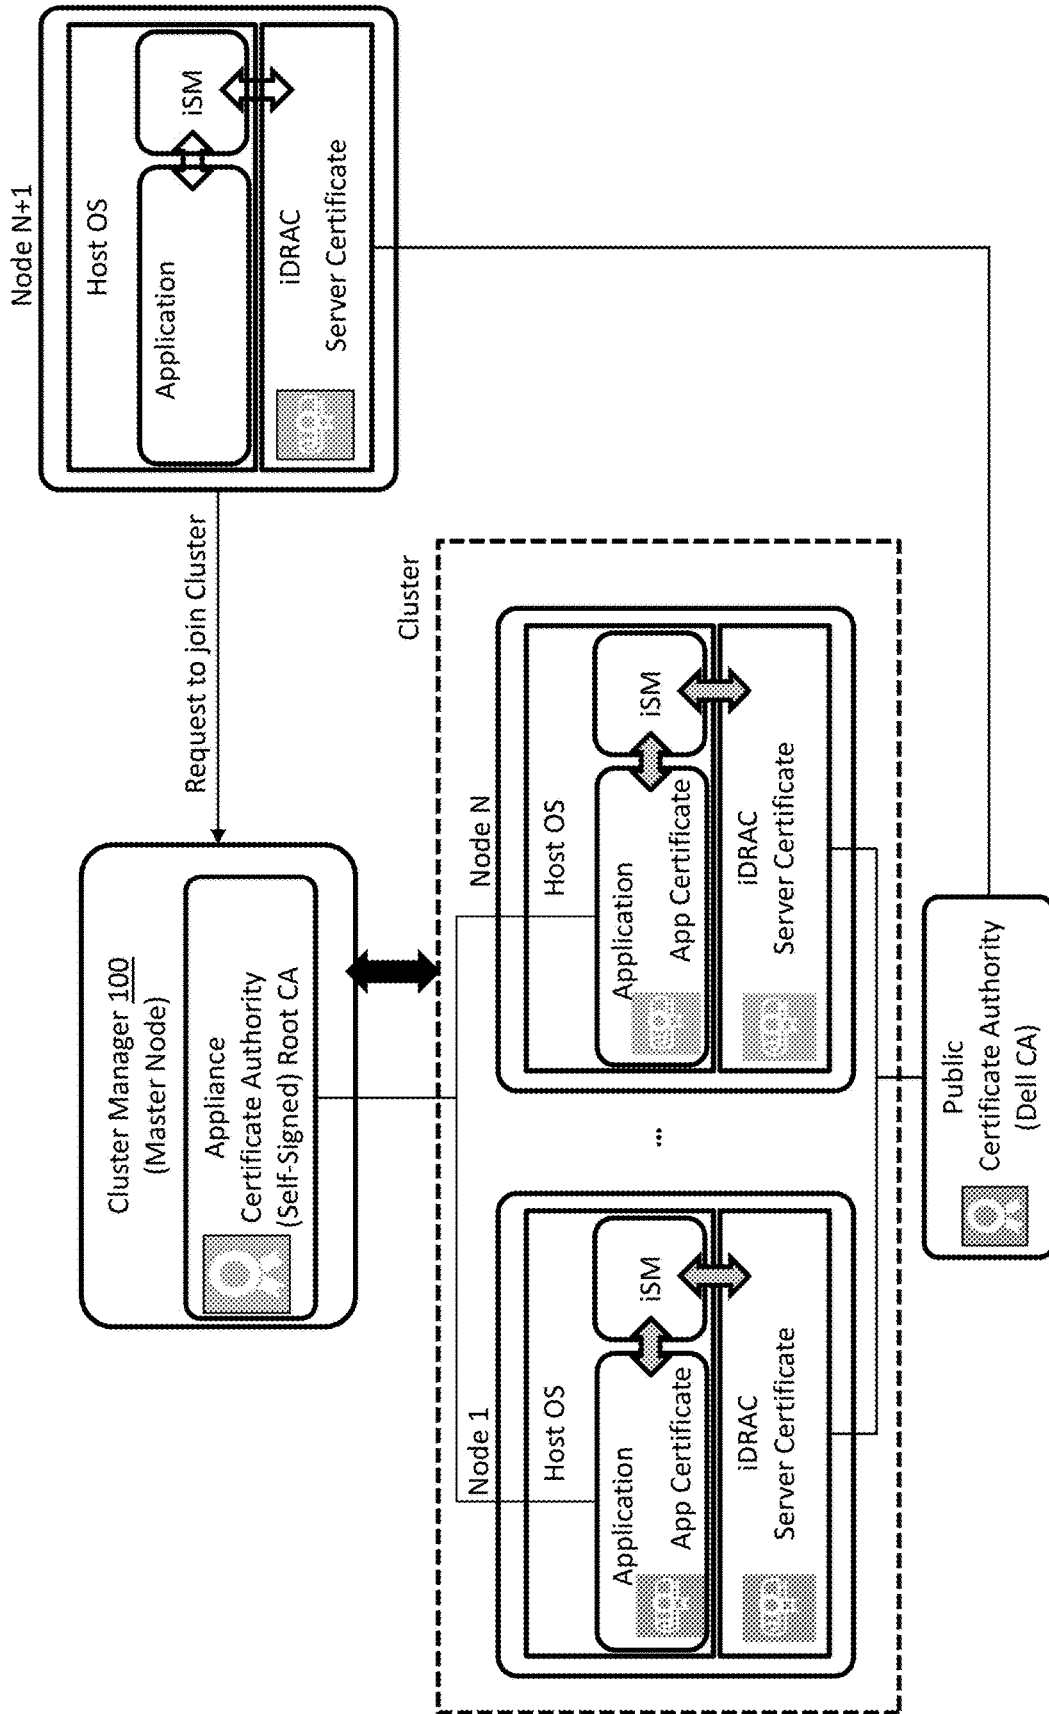 Cluster Manager 100
(Master Node)
Appliance
Certificate Authority
(Self-Signed) Root CA
Request to join Cluster
Node N+1
Host OS
Application
iSM
iDRAC
Server Certificate
Cluster
Node 1
Host OS
Application
App Certificate
iSM
iDRAC
Server Certificate
...
Node N
Host OS
Application
App Certificate
iSM
iDRAC
Server Certificate
Public
Certificate Authority
(Dell CA)